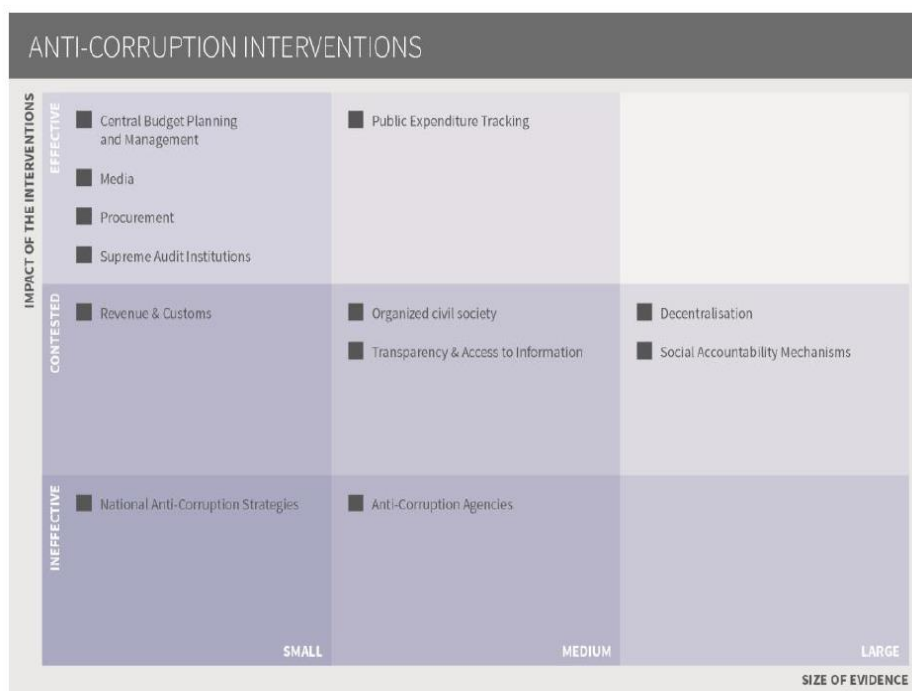 ANTI-CORRUPTION INTERVENTIONS
IMPACT OF THE INTERVENTIONS
EFFECTIVE
Central Budget Planning
and Management
Media
Procurement
Supreme Audit Institutions
Public Expenditure Tracking
CONTESTED
Revenue & Customs
Organized civil society
Transparency & Access to Information
Decentralisation
Social Accountability Mechanisms
INEFFECTIVE
National Anti-Corruption Strategies
Anti-Corruption Agencies
SMALL
MEDIUM
LARGE
SIZE OF EVIDENCE